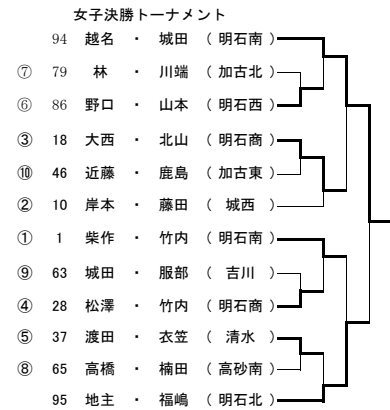 女子決勝トーナメント
94 越名 ・ 城田 ( 明石南 )
⑦ 79 林 ・ 川端 ( 加古北 )
⑥ 86 野口 ・ 山本 ( 明石西 )
③ 18 大西 ・ 北山 ( 明石商 )
⑩ 46 近藤 ・ 鹿島 ( 加古東 )
② 10 岸本 ・ 藤田 ( 城西 )
① 1 柴作 ・ 竹内 ( 明石南 )
⑨ 63 城田 ・ 服部 ( 吉川 )
④ 28 松澤 ・ 竹内 ( 明石商 )
⑤ 37 渡田 ・ 衣笠 ( 清水 )
⑧ 65 高橋 ・ 楠田 ( 高砂南 )
95 地主 ・ 福嶋 ( 明石北 )